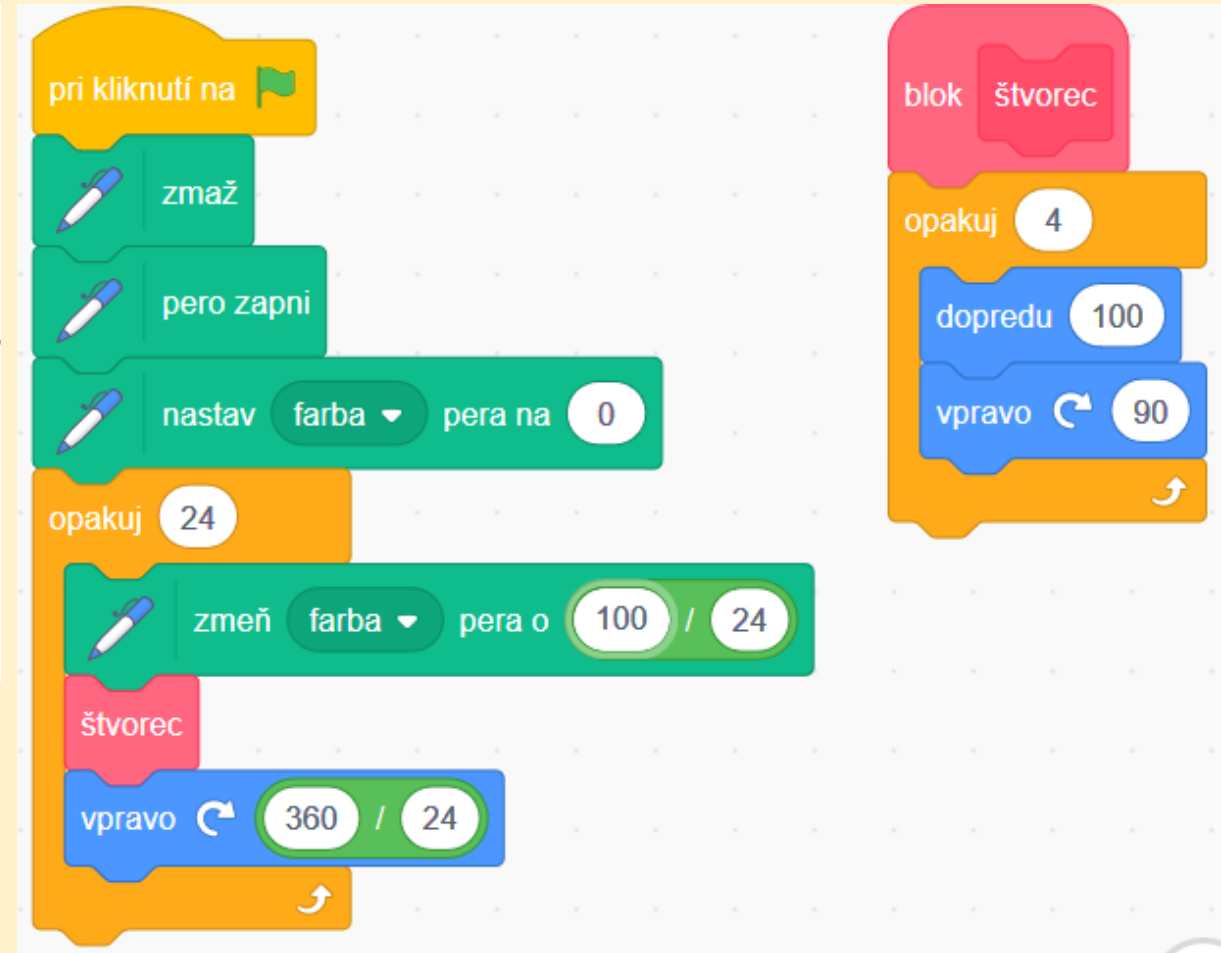 pri kliknutí na
zmaž
pero zapni
nastav farba pera na 0
opakuj 24
zmeň farba pera o 100 / 24
štvorec
vpravo 360 / 24
blok štvorec
opakuj 4
dopredu 100
vpravo 90